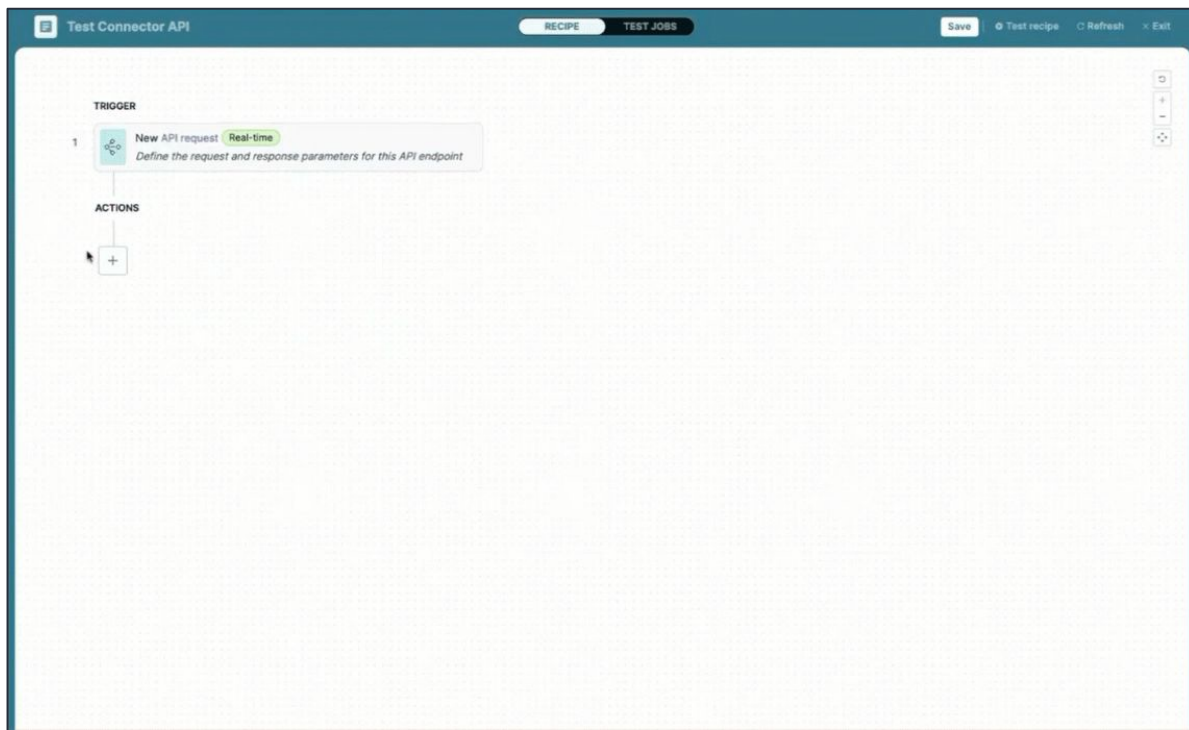 Test Connector API
RECIPE
TEST JOBS
Save
Test recipe
Refresh
Exit
TRIGGER
1
New API request Real-time
Define the request and response parameters for this API endpoint
ACTIONS